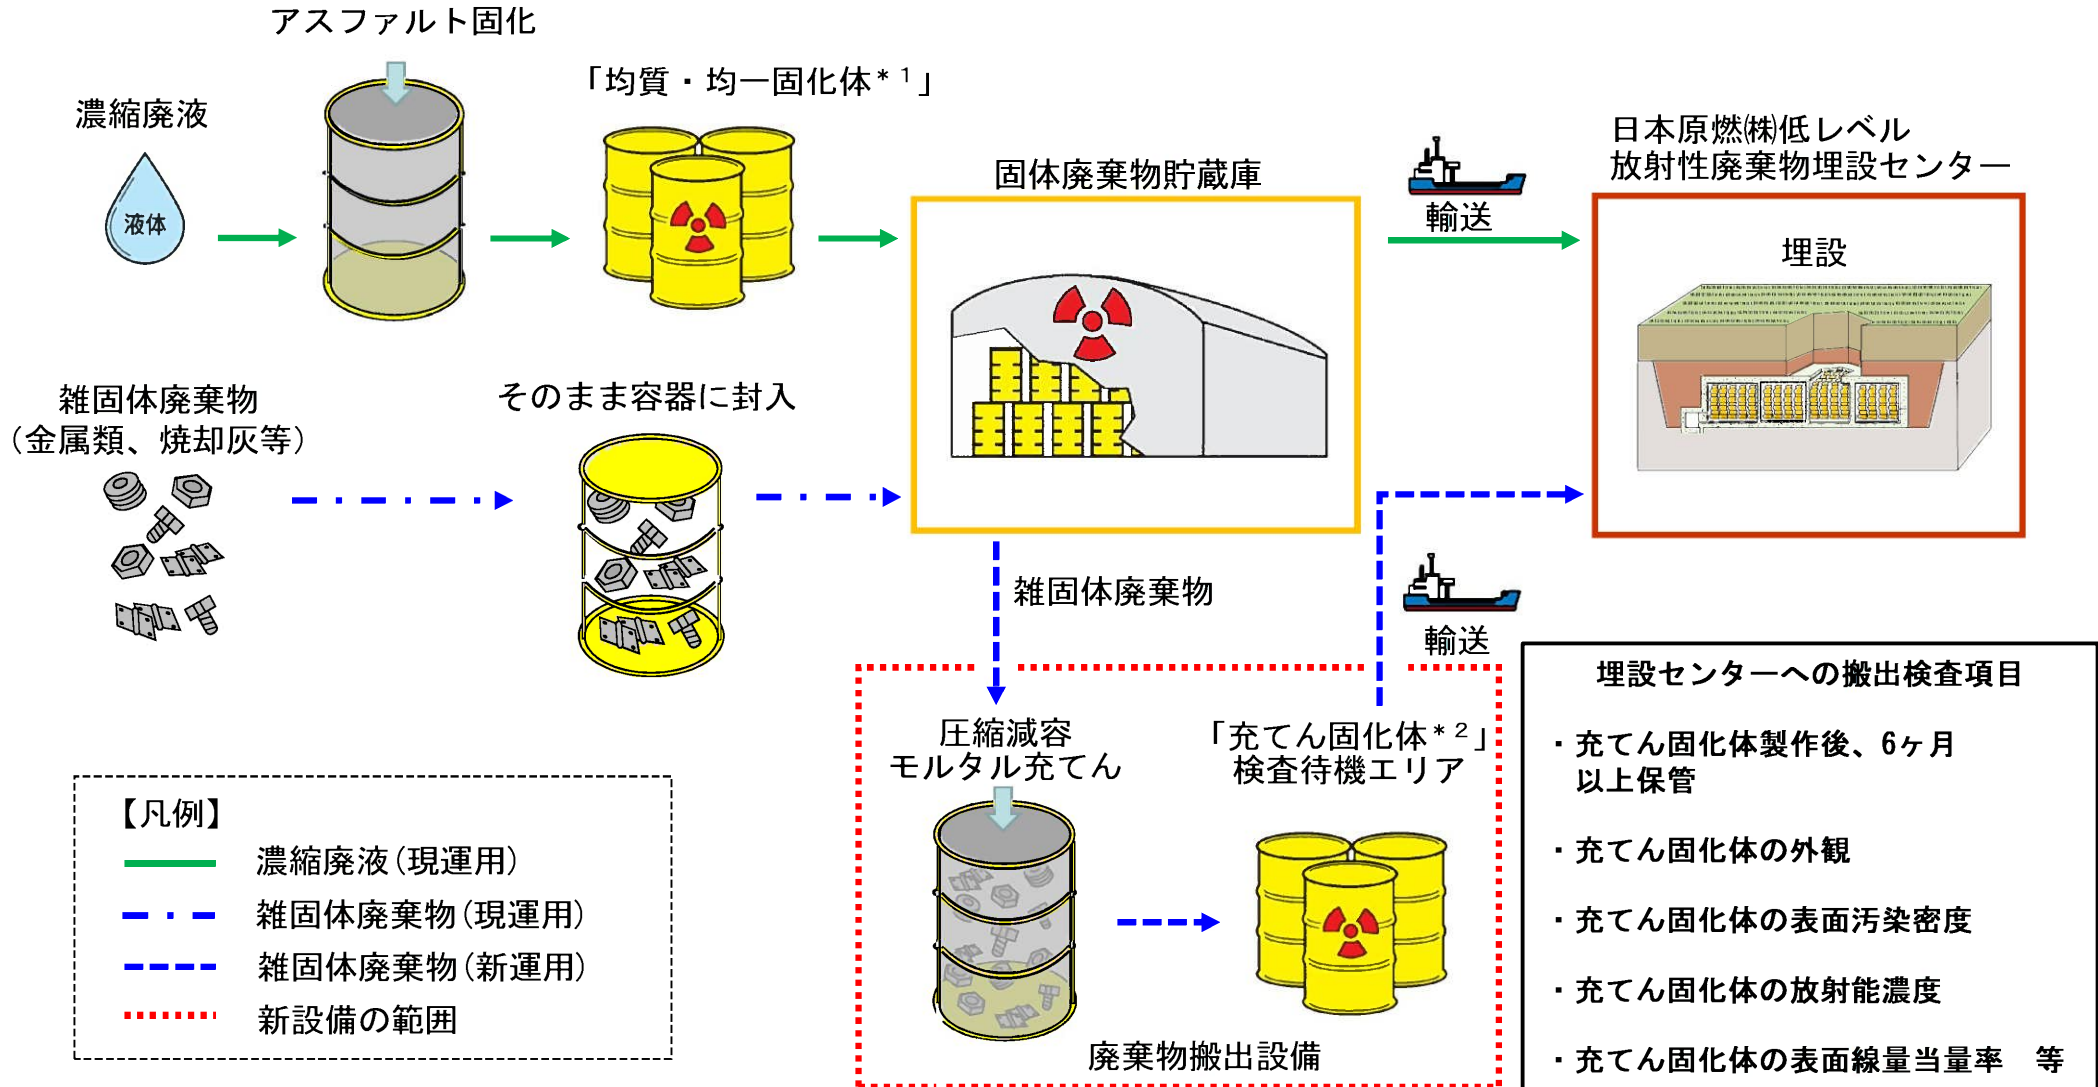 アスファルト固化
濃縮廃液
液体
「均質・均一固化体*1」
固体廃棄物貯蔵庫
輸送
日本原燃㈱低レベル
放射性廃棄物埋設センター
埋設
雑固体廃棄物
(金属類、焼却灰等)
そのまま容器に封入
雑固体廃棄物
輸送
圧縮減容
モルタル充てん
「充てん固化体*2」
検査待機エリア
廃棄物搬出設備
【凡例】
濃縮廃液(現運用)
雑固体廃棄物(現運用)
雑固体廃棄物(新運用)
新設備の範囲
埋設センターへの搬出検査項目
・充てん固化体製作後、6ヶ月
以上保管
・充てん固化体の外観
・充てん固化体の表面汚染密度
・充てん固化体の放射能濃度
・充てん固化体の表面線量当量率　等